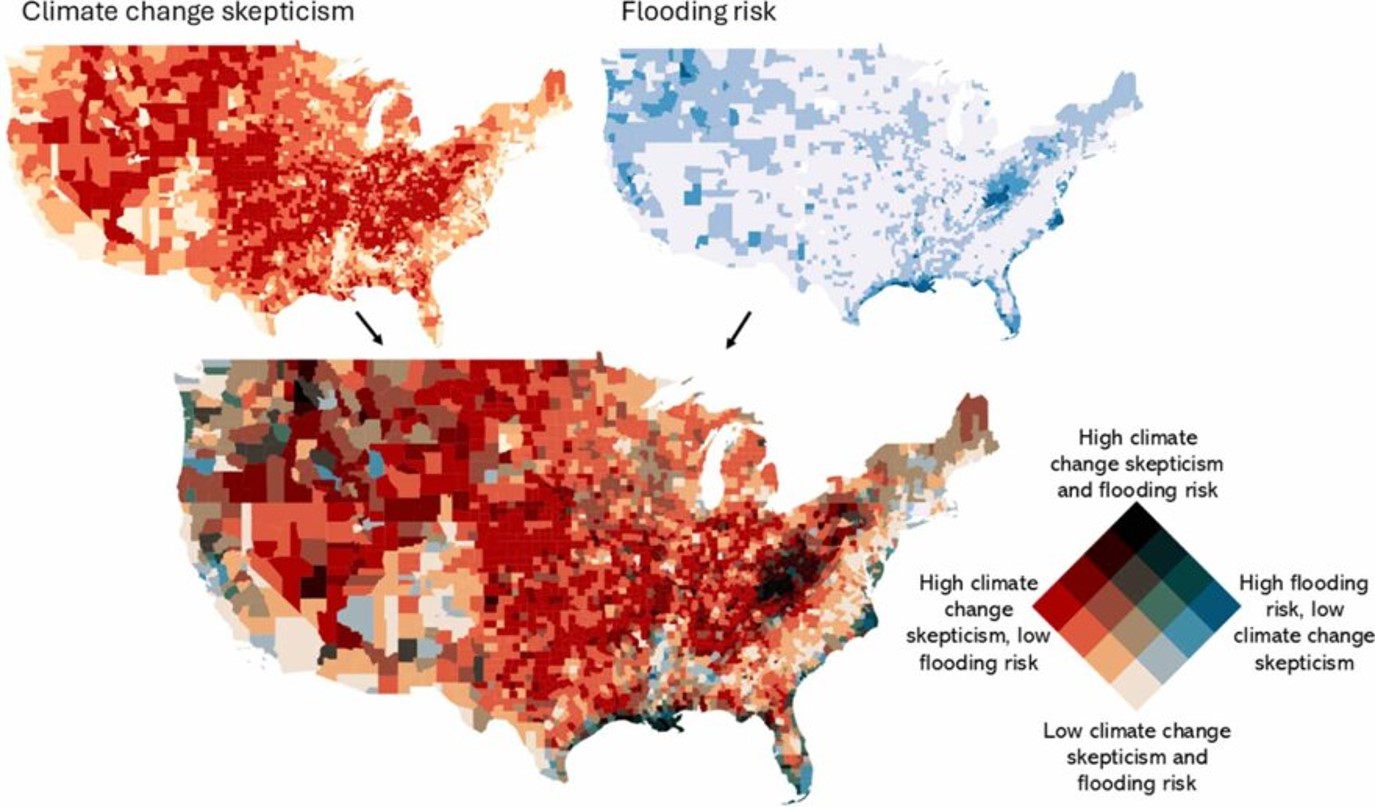 Climate change skepticism
Flooding risk
High climate
change skepticism
and flooding risk
High climate
change
skepticism, low
flooding risk
High flooding
risk, low
climate change
skepticism
Low climate change
skepticism and
flooding risk